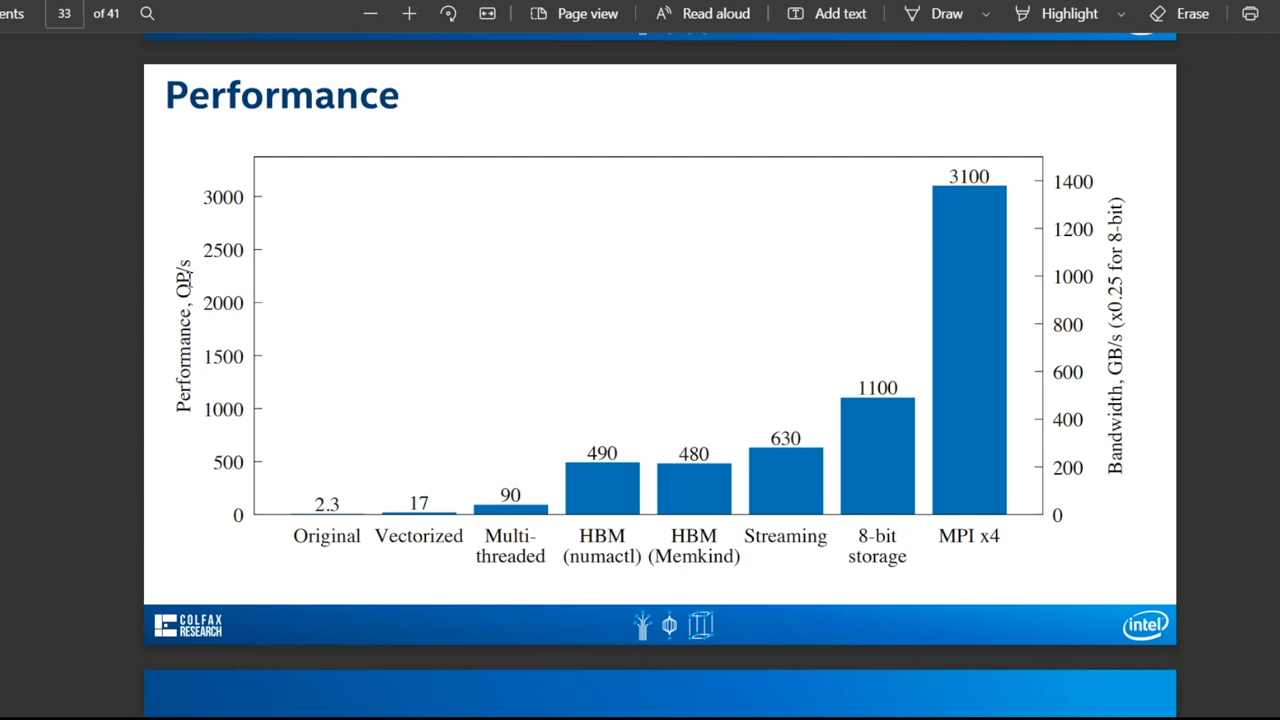 ents 33 of 41 Page view Read aloud Add text Draw Highlight Erase
Performance
3100
3000
2500
2000
1500
1000
500
0
Performance, OP/s
2.3
17
90
490
480
630
1100
1400
1200
1000
800
600
400
200
0
Bandwidth, GB/s (x0.25 for 8-bit)
Original Vectorized Multi- HBM HBM Streaming 8-bit MPI x4
threaded (numactl) (Memkind) storage
COLFAX
RESEARCH
intel